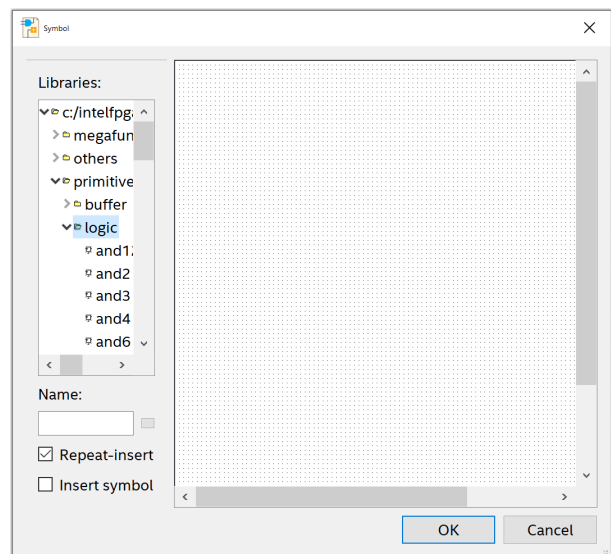 Symbol
Libraries:
c:/intelfpg
megafun
others
primitive
buffer
logic
and12
and2
and3
and4
and6
Name:
Repeat-insert
Insert symbol
OK
Cancel